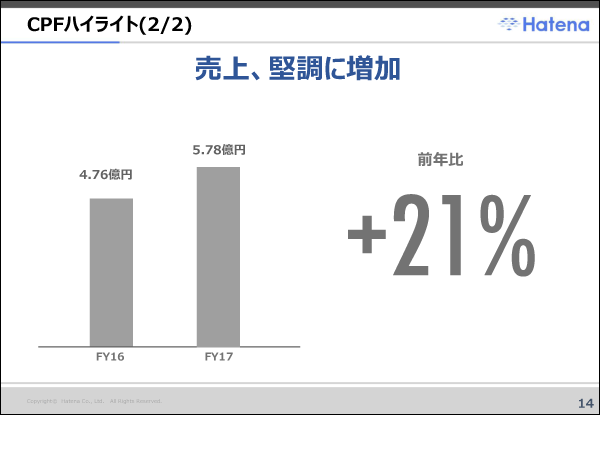 CPFハイライト(2/2)
Hatena
売上、堅調に増加
5.78億円
4.76億円
前年比
+21%
FY16
FY17
Copyright© Hatena Co., Ltd. All Rights Reserved.
14